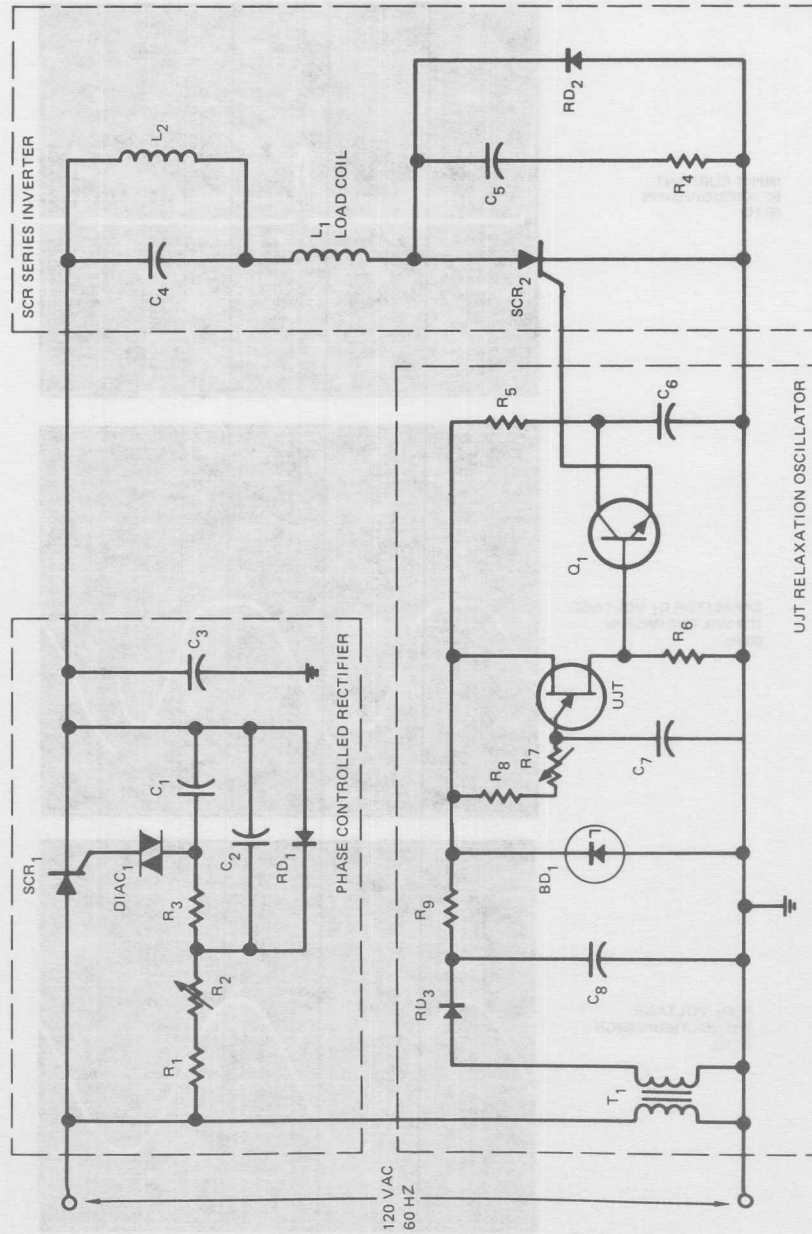 SCR SERIES INVERTER
L2
C4
L1
LOAD COIL
C5
RD2
SCR2
R4
SCR1
DIAC1
R1
R2
R3
C1
C2
RD1
C3
PHASE CONTROLLED RECTIFIER
120 VAC
60 HZ
T1
RD3
C8
R9
BD1
R8
R7
C7
UJT
R6
Q1
R5
C6
UJT RELAXATION OSCILLATOR